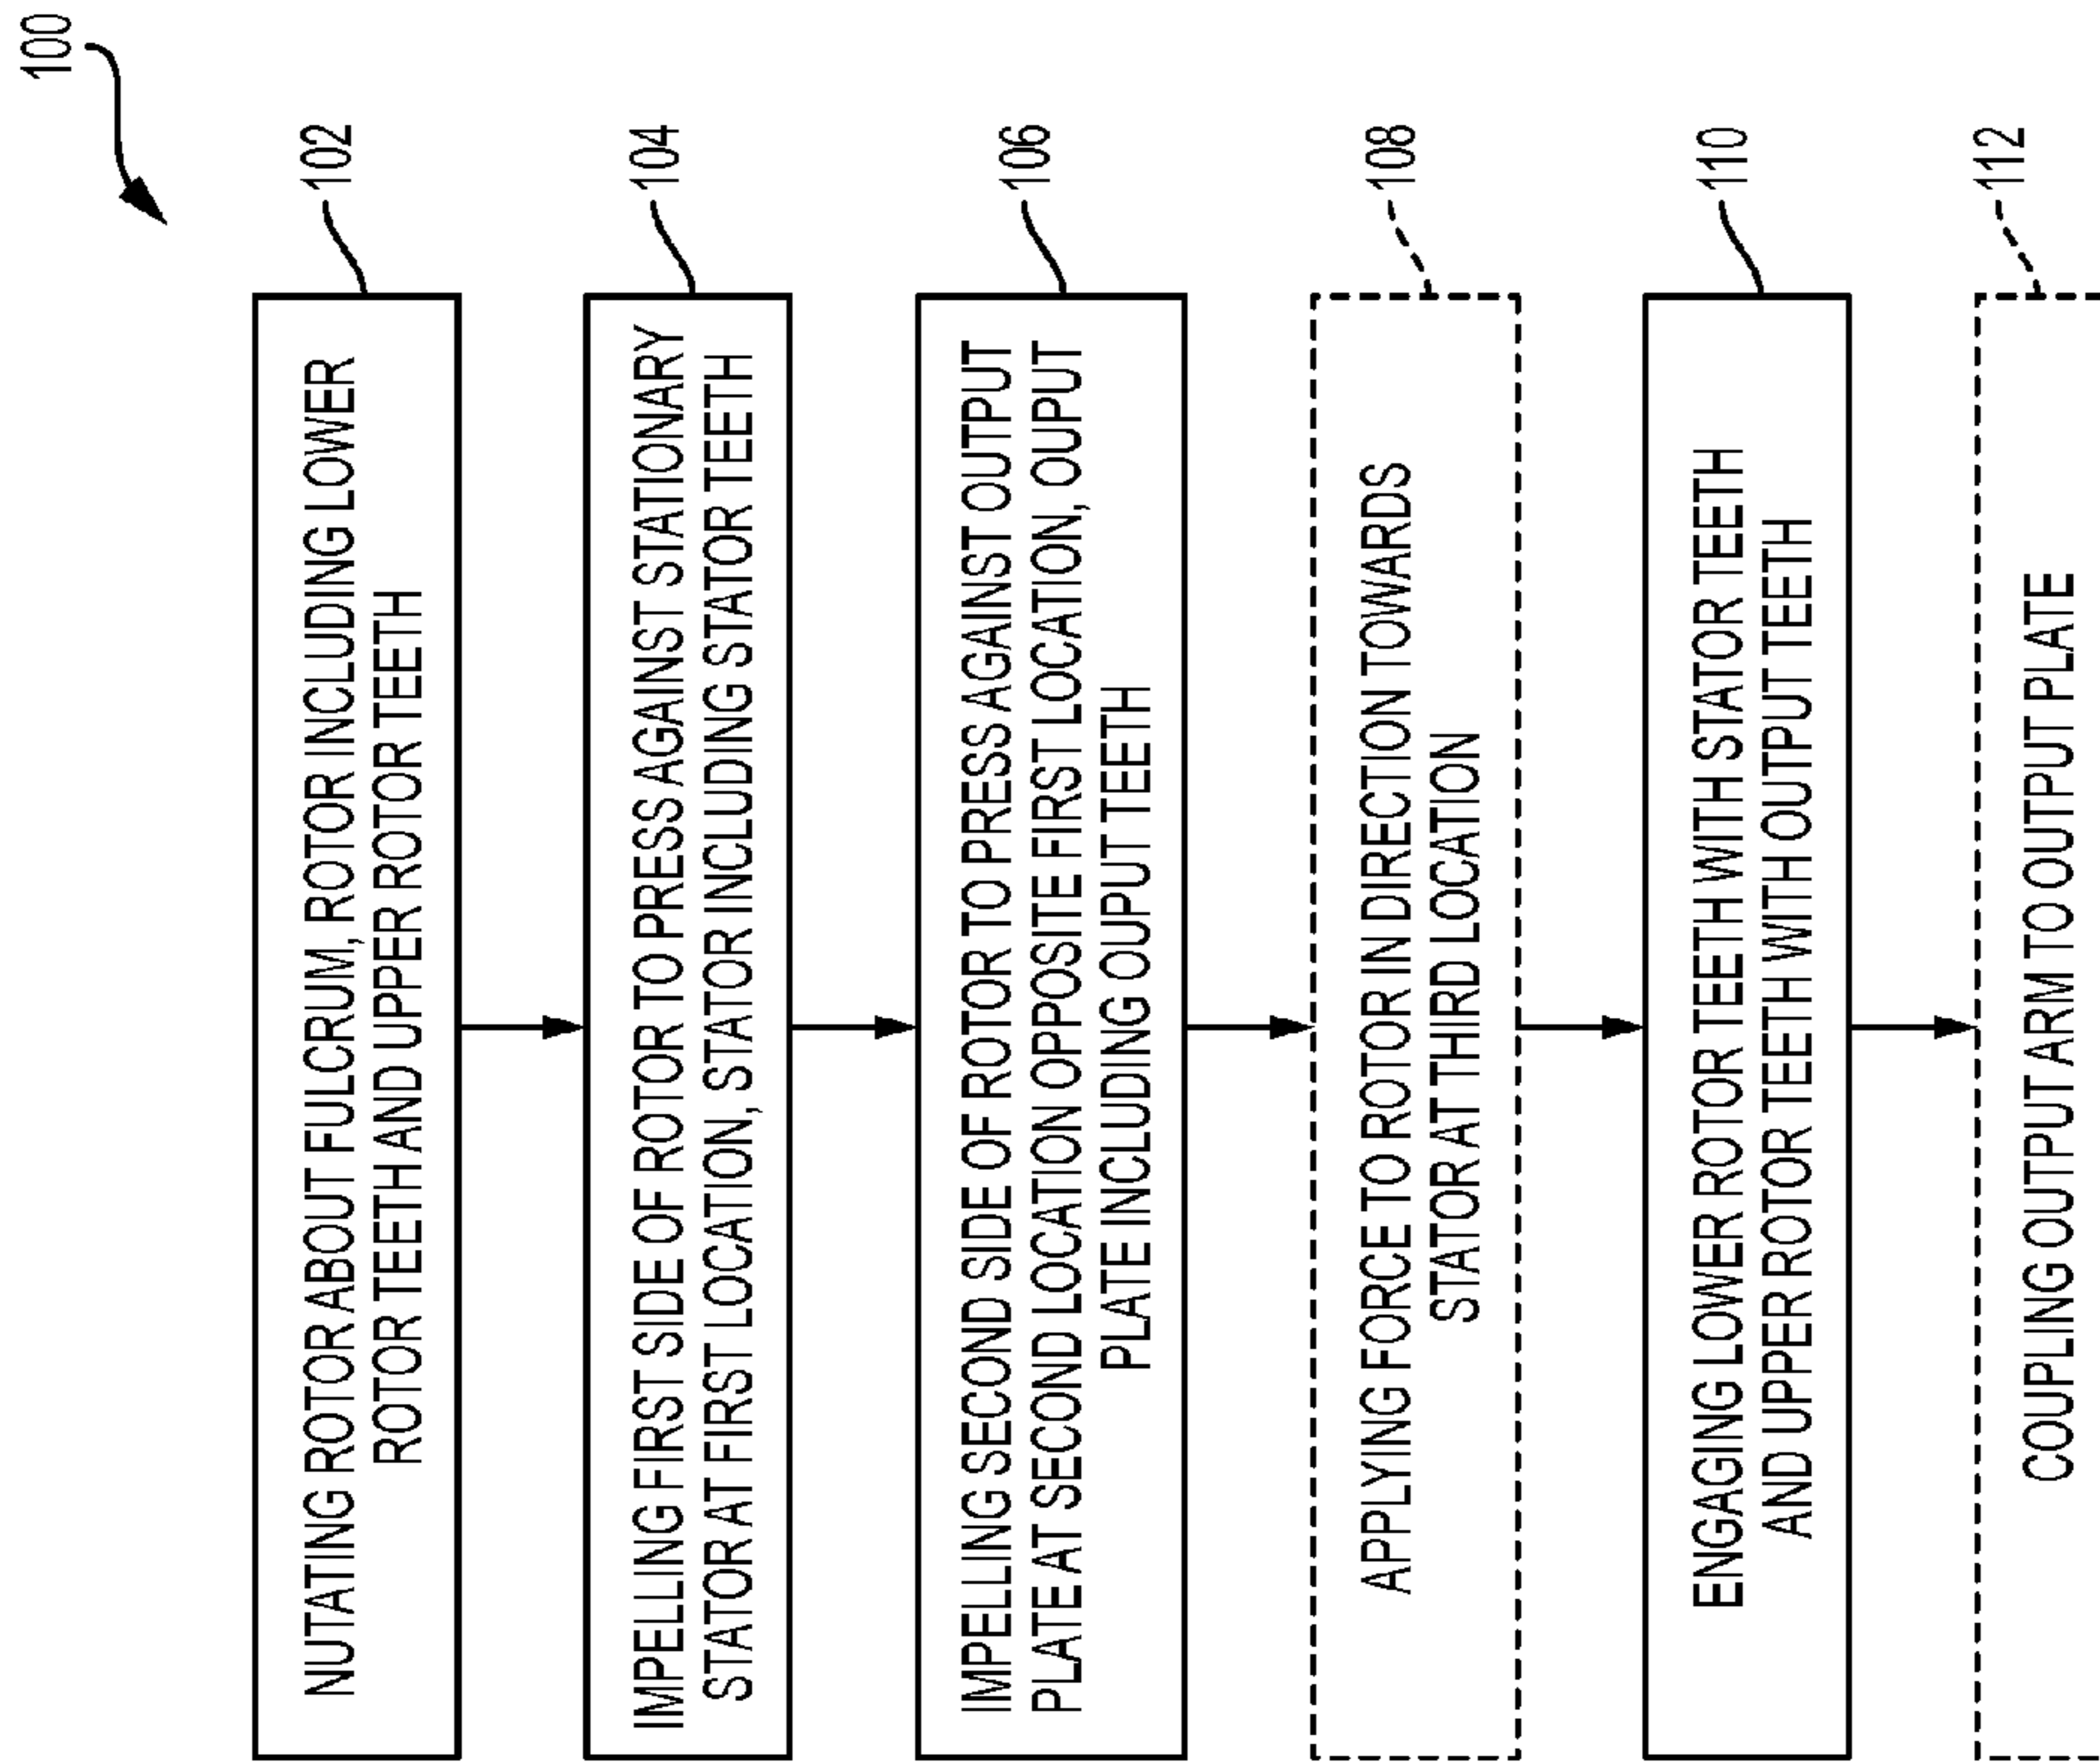 100
NUTATING ROTOR ABOUT FULCRUM, ROTOR INCLUDING LOWER
ROTOR TEETH AND UPPER ROTOR TEETH
102
IMPELLING FIRST SIDE OF ROTOR TO PRESS AGAINST STATIONARY
STATOR AT FIRST LOCATION, STATOR INCLUDING STATOR TEETH
104
IMPELLING SECOND SIDE OF ROTOR TO PRESS AGAINST OUTPUT
PLATE AT SECOND LOCATION OPPOSITE FIRST LOCATION, OUPUT
PLATE INCLUDING OUPUT TEETH
106
APPLYING FORCE TO ROTOR IN DIRECTION TOWARDS
STATOR AT THIRD LOCATION
108
ENGAGING LOWER ROTOR TEETH WITH STATOR TEETH
AND UPPER ROTOR TEETH WITH OUTPUT TEETH
110
COUPLING OUTPUT ARM TO OUTPUT PLATE
112